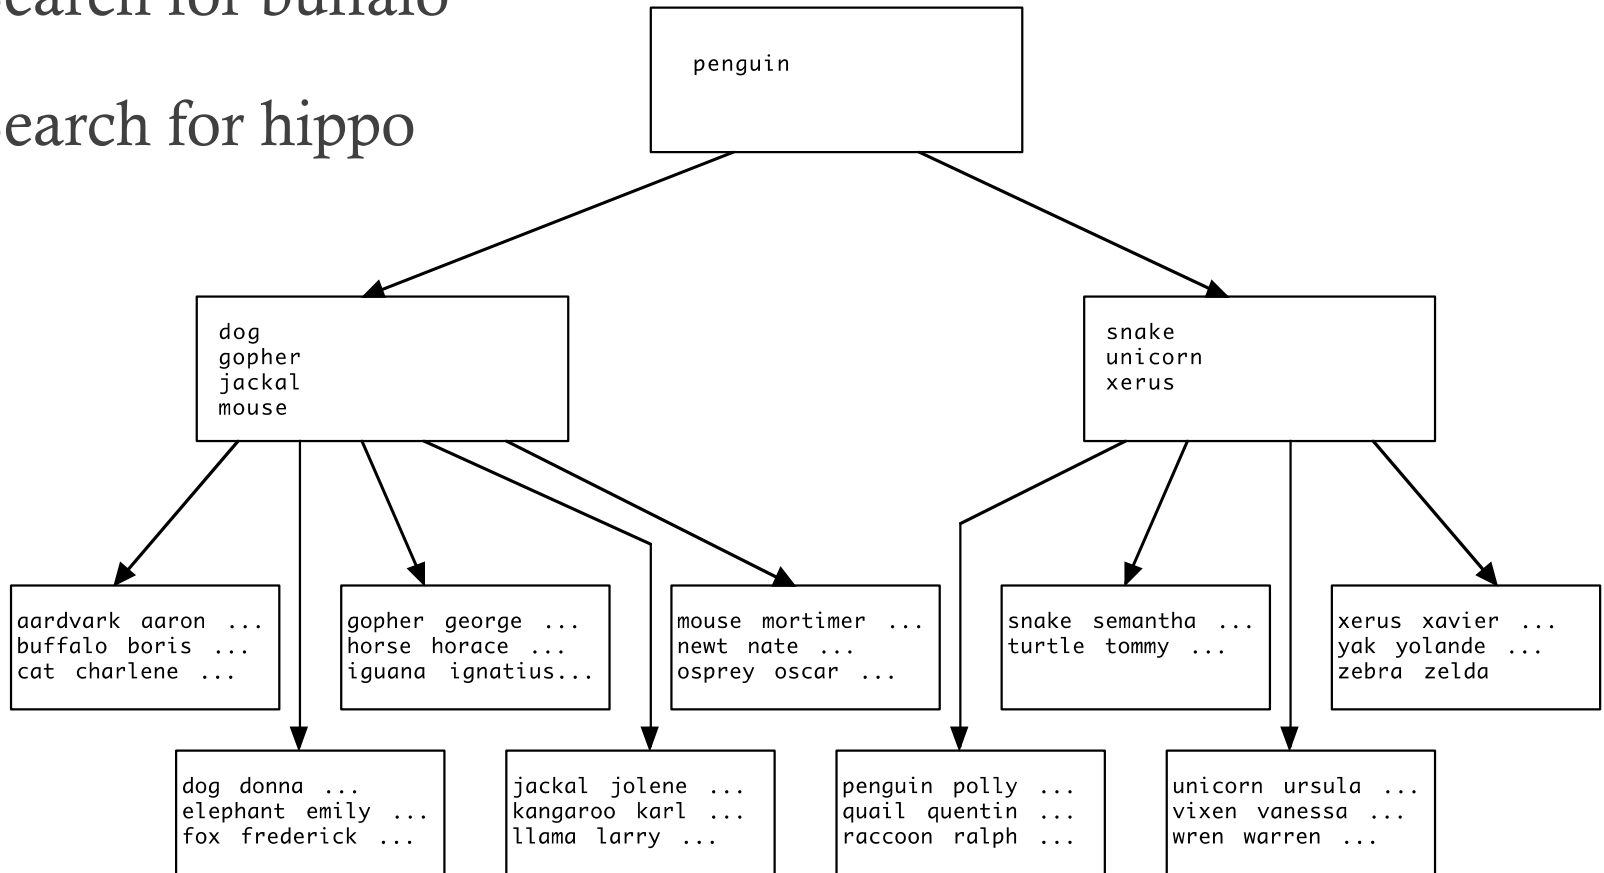 search for buffalo
search for hippo
penguin
dog
gopher
jackal
mouse
snake
unicorn
xerus
aardvark aaron ...
buffalo boris ...
cat charlene ...
gopher george ...
horse horace ...
iguana ignatius...
mouse mortimer ...
newt nate ...
osprey oscar ...
snake semantha ...
turtle tommy ...
xerus xavier ...
yak yolande ...
zebra zelda
dog donna ...
elephant emily ...
fox frederick ...
jackal jolene ...
kangaroo karl ...
llama larry ...
penguin polly ...
quail quentin ...
raccoon ralph ...
unicorn ursula ...
vixen vanessa ...
wren warren ...